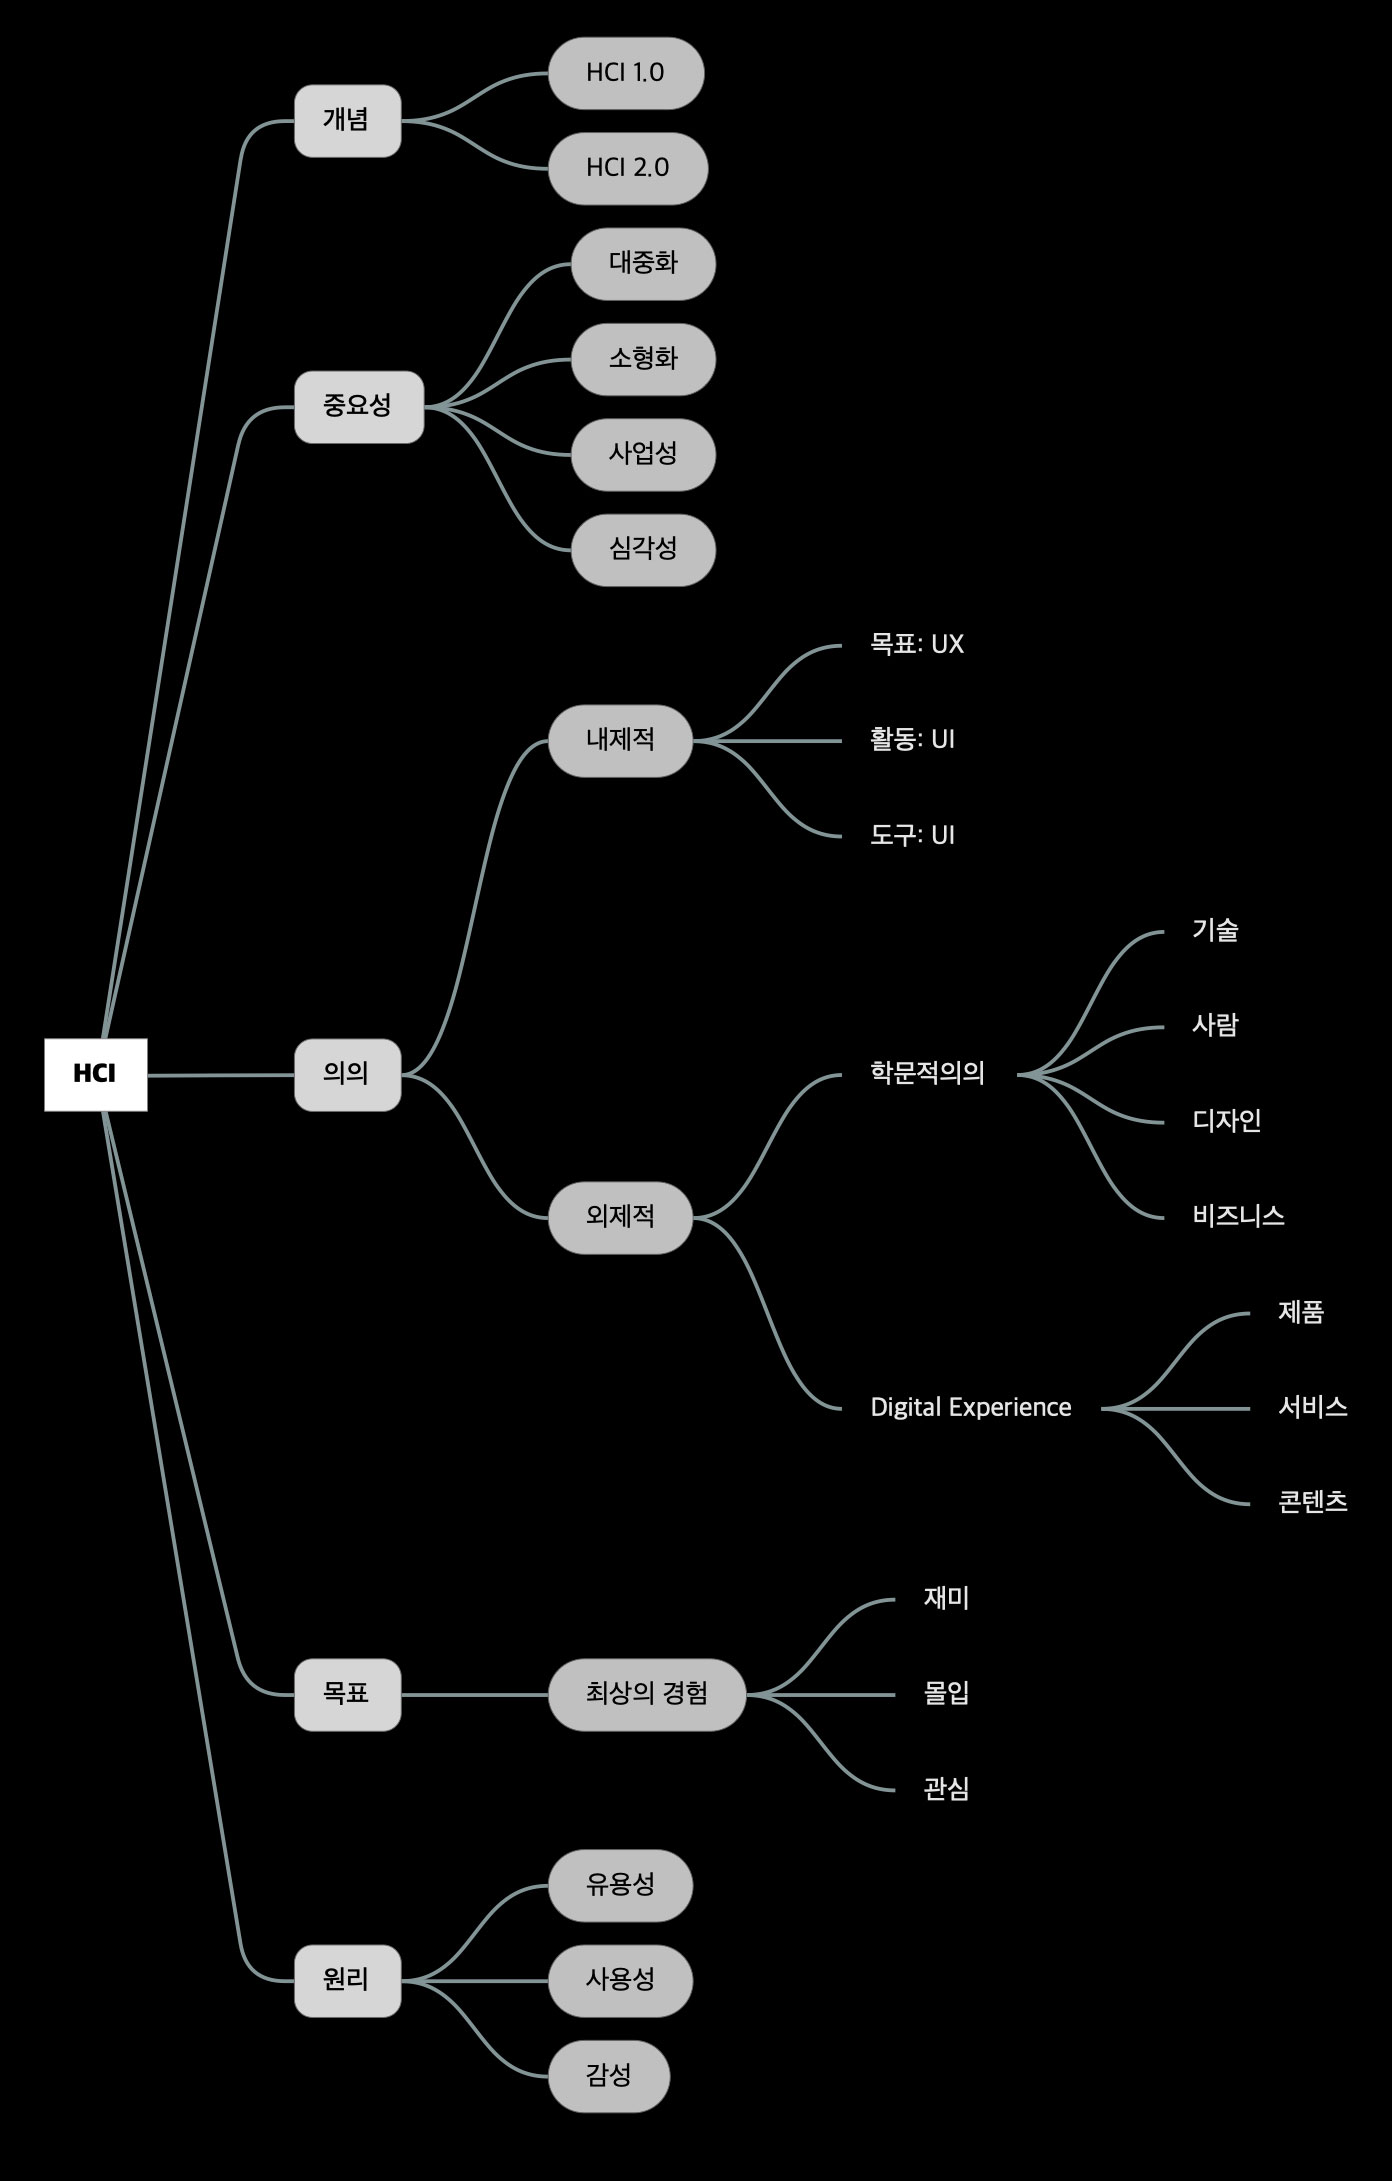 HCI
개념
HCI 1.0
HCI 2.0
중요성
대중화
소형화
사업성
심각성
의의
내제적
목표: UX
활동: UI
도구: UI
외제적
학문적의의
기술
사람
디자인
비즈니스
Digital Experience
제품
서비스
콘텐츠
목표
최상의 경험
재미
몰입
관심
원리
유용성
사용성
감성